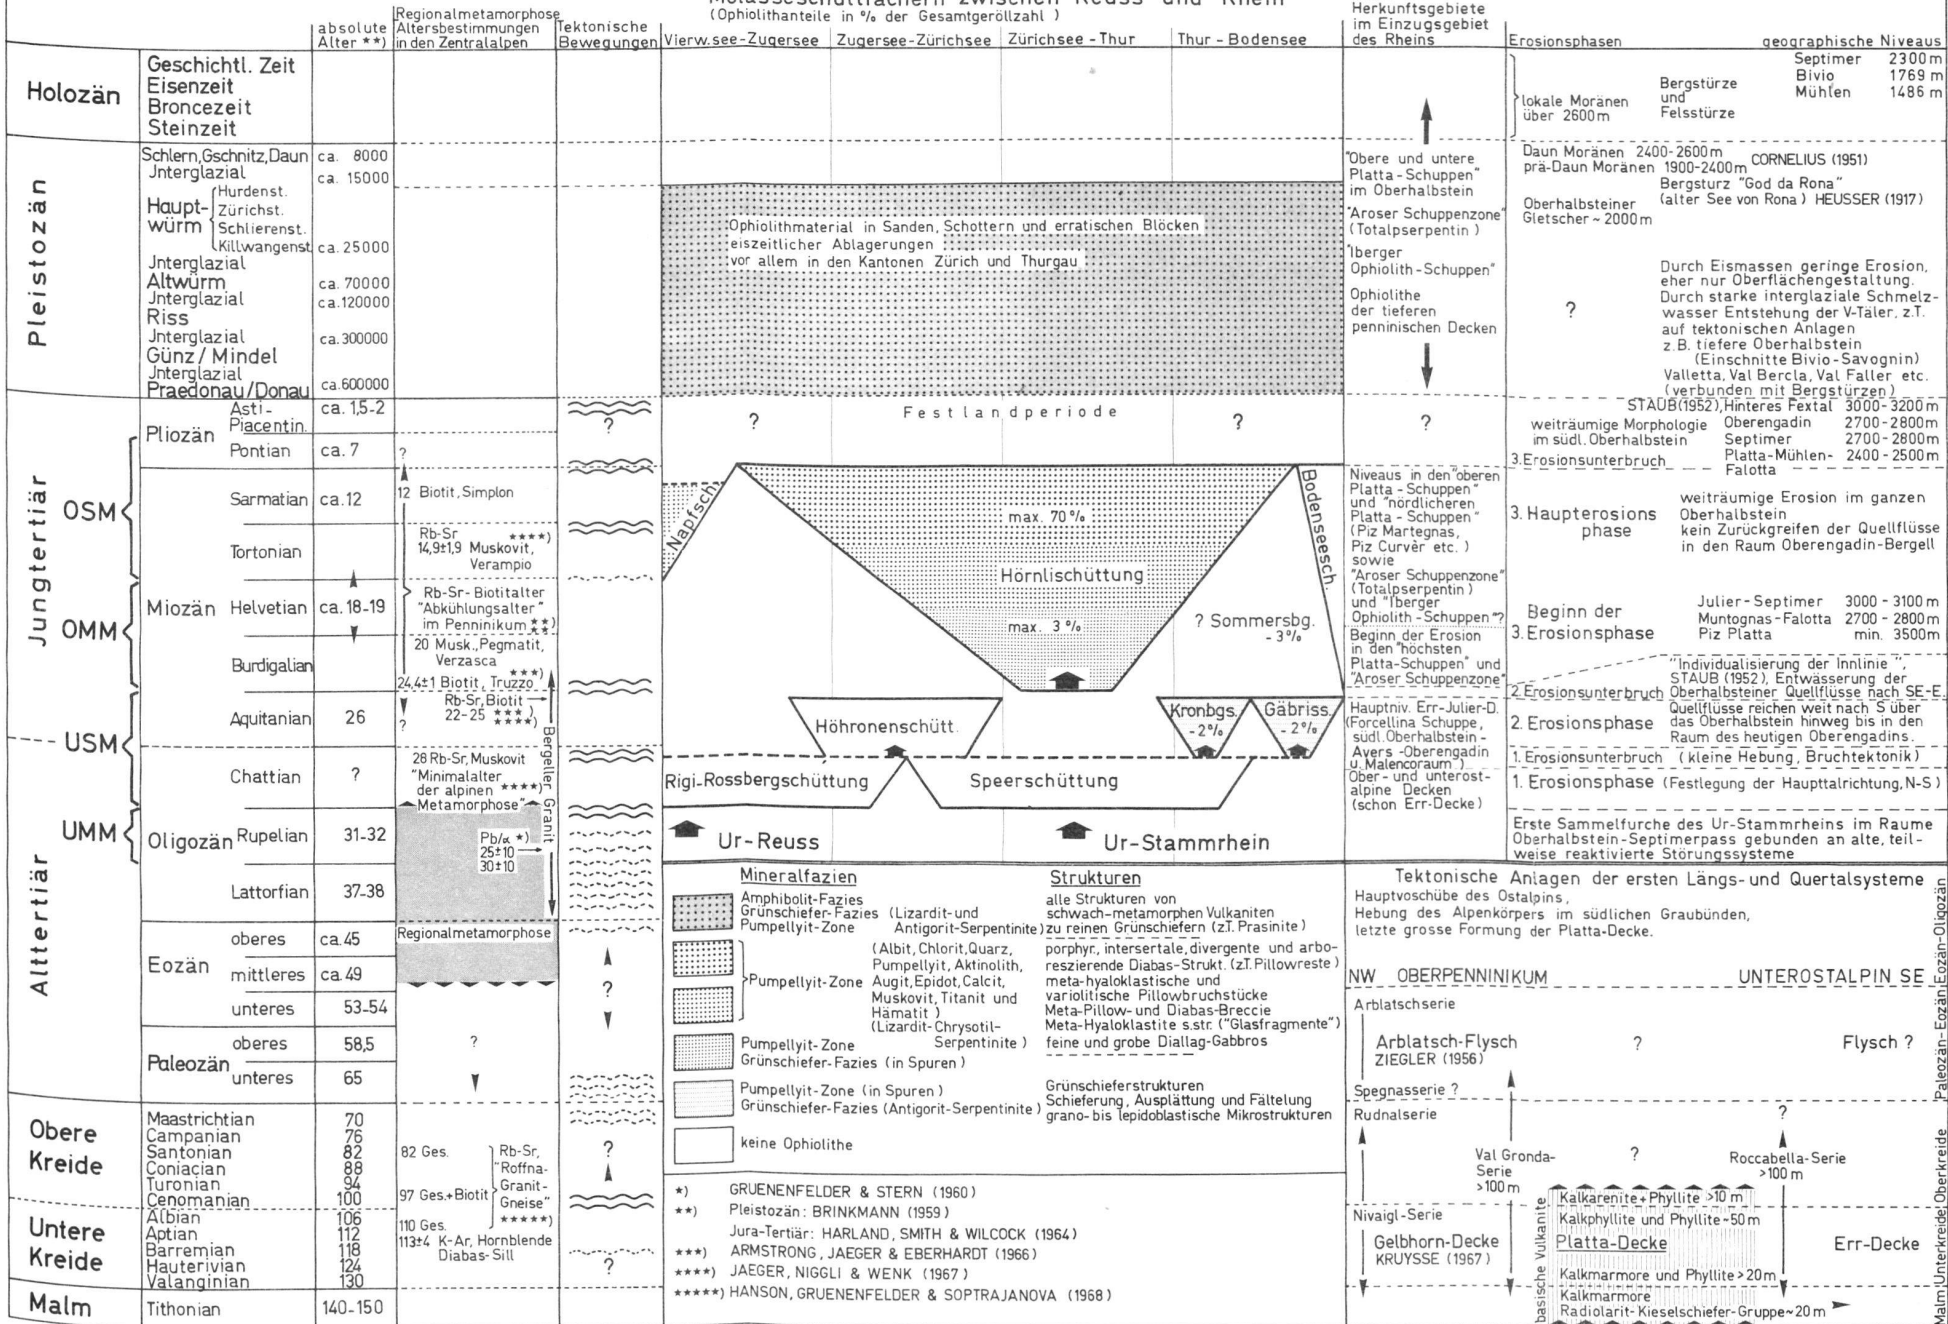 Molasseschuttfächern zwischen Reuss und Rhein
(Ophiolithanteile in % der Gesamtgeröllzahl)
absolute
Alter **)
Regionalmetamorphose
Altersbestimmungen
in den Zentralalpen
Tektonische
Bewegungen
Vierw.see-Zugersee
Zugersee-Zürichsee
Zürichsee-Thur
Thur-Bodensee
Herkunftsgebiete
im Einzugsgebiet
des Rheins
Erosionsphasen
geographische Niveaus
Holozän
Geschichtl. Zeit
Eisenzeit
Broncezeit
Steinzeit
lokale Moränen
über 2600m
Bergstürze
und
Felsstürze
Septimer 2300m
Bivio 1769 m
Mühlen 1486 m
Pleistozän
Schlern,Gschnitz,Daun ca. 8000
Jnterglazial ca. 15000
Haupt-
würm
Hurdenst.
Zürichst.
Schlierenst.
Killwangenst. ca. 25000
Jnterglazial
Altwürm ca. 70000
Jnterglazial ca.120000
Riss
Jnterglazial ca.300000
Günz/Mindel
Jnterglazial
Praedonau/Donau ca.600000
Ophiolithmaterial in Sanden, Schottern und erratischen Blöcken
eiszeitlicher Ablagerungen
vor allem in den Kantonen Zürich und Thurgau
"Obere und untere
Platta-Schuppen"
im Oberhalbstein
"Aroser Schuppenzone"
(Totalpserpentin)
"Iberger
Ophiolith-Schuppen"
Ophiolithe
der tieferen
penninischen Decken
Daun Moränen 2400-2600m
prä-Daun Moränen 1900-2400m CORNELIUS (1951)
Bergsturz "God da Rona"
(alter See von Rona) HEUSSER (1917)
Oberhalbsteiner
Gletscher ~ 2000m
?
Durch Eismassen geringe Erosion,
eher nur Oberflächengestaltung.
Durch starke interglaziale Schmelz-
wasser Entstehung der V-Täler, z.T.
auf tektonischen Anlagen
z.B. tiefere Oberhalbstein
(Einschnitte Bivio-Savognin)
Valletta, Val Bercla, Val Faller etc.
(verbunden mit Bergstürzen)
Jungtertiär
OSM
OMM
USM
UMM
Alttertiär
Pliozän
Asti-
Piacentin. ca. 1,5-2
Pontian ca. 7
?
?
?
Festlandperiode
?
?
STAUB(1952), Hinteres Fextal 3000-3200m
weiträumige Morphologie Oberengadin 2700-2800m
im südl. Oberhalbstein Septimer 2700-2800m
3.Erosionsunterbruch Platta-Mühlen- 2400-2500m
Falotta
Miozän
Sarmatian ca.12
Tortonian
Helvetian ca.18-19
Burdigalian
Aquitanian 26
12 Biotit, Simplon
Rb-Sr ****)
14,9±1,9 Muskovit,
Verampio
Rb-Sr-Biotitalter
"Abkühlungsalter"
im Penninikum ****)
20 Musk., Pegmatit,
Verzasca
***)
24,4±1 Biotit, Truzzo
Rb-Sr, Biotit
22-25 ***)
****)
?
Napfsch.
max. 70 %
Hörnlischüttung
max. 3 %
Bodenseesch.
? Sommersbg.
-3%
Höhronenschütt.
Kronbgs.
-2%
Gäbriss.
-2%
Niveaus in den "oberen
Platta-Schuppen"
und "nördlicheren
Platta-Schuppen"
(Piz Martegnas,
Piz Curvèr etc.)
sowie
"Aroser Schuppenzone"
(Totalpserpentin)
und "Iberger
Ophiolith-Schuppen"?
Beginn der Erosion
in den "höchsten
Platta-Schuppen" und
"Aroser Schuppenzone"
3. Haupterosions
phase
weiträumige Erosion im ganzen
Oberhalbstein
kein Zurückgreifen der Quellflüsse
in den Raum Oberengadin-Bergell
Beginn der
3.Erosionsphase
Julier-Septimer 3000-3100m
Muntognas-Falotta 2700-2800m
Piz Platta min. 3500m
"Individualisierung der Innlinie",
STAUB (1952), Entwässerung der
2.Erosionsunterbruch Oberhalbsteiner Quellflüsse nach SE-E.
Hauptniv. Err-Julier-D.
(Forcellina Schuppe,
südl.Oberhalbstein-
Avers-Oberengadin
u.Malencoraum)
2. Erosionsphase
Quellflüsse reichen weit nach S über
das Oberhalbstein hinweg bis in den
Raum des heutigen Oberengadins.
1.Erosionsunterbruch (kleine Hebung, Bruchtektonik)
Oligozän
Chattian ?
Rupelian 31-32
Lattorfian 37-38
28 Rb-Sr, Muskovit
"Minimalalter
der alpinen ****)
Metamorphose"
Pb/α *)
25±10
30±10
Bergeller Granit
Rigi-Rossbergschüttung
Speerschüttung
Ur-Reuss
Ur-Stammrhein
Ober- und unterost-
alpine Decken
(schon Err-Decke)
1. Erosionsphase (Festlegung der Haupttalrichtung, N-S)
Erste Sammelfurche des Ur-Stammrheins im Raume
Oberhalbstein-Septimerpass gebunden an alte, teil-
weise reaktivierte Störungssysteme
Eozän
oberes ca.45
mittleres ca.49
unteres 53-54
Regionalmetamorphose
?
Paleozän
oberes 58,5
unteres 65
?
Mineralfazien
Strukturen
Amphibolit-Fazies
Grünschiefer-Fazies (Lizardit-und
Pumpellyit-Zone Antigorit-Serpentinite)
alle Strukturen von
schwach-metamorphen Vulkaniten
zu reinen Grünschiefern (z.T. Prasinite)
Pumpellyit-Zone
(Albit, Chlorit, Quarz,
Pumpellyit, Aktinolith,
Augit, Epidot, Calcit,
Muskovit, Titanit und
Hämatit)
(Lizardit-Chrysotil-
Serpentinite)
porphyr., intersertale, divergente und arbo-
reszierende Diabas-Strukt. (z.T. Pillowreste)
meta-hyaloklastische und
variolitische Pillowbruchstücke
Meta-Pillow-und Diabas-Breccie
Meta-Hyaloklastite s.str. ("Glasfragmente")
feine und grobe Diallag-Gabbros
Pumpellyit-Zone
Grünschiefer-Fazies (in Spuren)
Pumpellyit-Zone (in Spuren)
Grünschiefer-Fazies (Antigorit-Serpentinite)
Grünschieferstrukturen
Schieferung, Ausplättung und Fältelung
grano-bis lepidoblastische Mikrostrukturen
keine Ophiolithe
Tektonische Anlagen der ersten Längs-und Quertalsysteme
Hauptvorschübe des Ostalpins,
Hebung des Alpenkörpers im südlichen Graubünden,
letzte grosse Formung der Platta-Decke.
NW OBERPENNINIKUM
UNTEROSTALPIN SE
Arblatschserie
Arblatsch-Flysch
ZIEGLER (1956)
?
Flysch ?
Spegnasserie ?
Rudnalserie
?
Paleozän-Eozän
Eozän-Oligozän
Obere
Kreide
Maastrichtian 70
Campanian 76
Santonian 82
Coniacian 88
Turonian 94
Cenomanian 100
Untere
Kreide
Albian 106
Aptian 112
Barremian 118
Hauterivian 124
Valanginian 130
Malm
Tithonian 140-150
82 Ges.
97 Ges.+Biotit
110 Ges.
Rb-Sr,
"Roffna-
Granit-
Gneise"
*****)
113±4 K-Ar, Hornblende
Diabas-Sill
?
?
*) GRUENENFELDER & STERN (1960)
**) Pleistozän: BRINKMANN (1959)
Jura-Tertiär: HARLAND, SMITH & WILCOCK (1964)
***) ARMSTRONG, JAEGER & EBERHARDT (1966)
****) JAEGER, NIGGLI & WENK (1967)
*****) HANSON, GRUENENFELDER & SOPTRAJANOVA (1968)
Val Gronda-
Serie
>100 m
?
Roccabella-Serie
>100 m
Nivaigl-Serie
Gelbhorn-Decke
KRUYSSE (1967)
basische Vulkanite
Kalkarenite+Phyllite >10 m
Kalkphyllite und Phyllite ~50 m
Platta-Decke
Kalkmarmore und Phyllite > 20m
Kalkmarmore
Radiolarit-Kieselschiefer-Gruppe ~20 m
Err-Decke
Oberkreide
Unterkreide
Malm